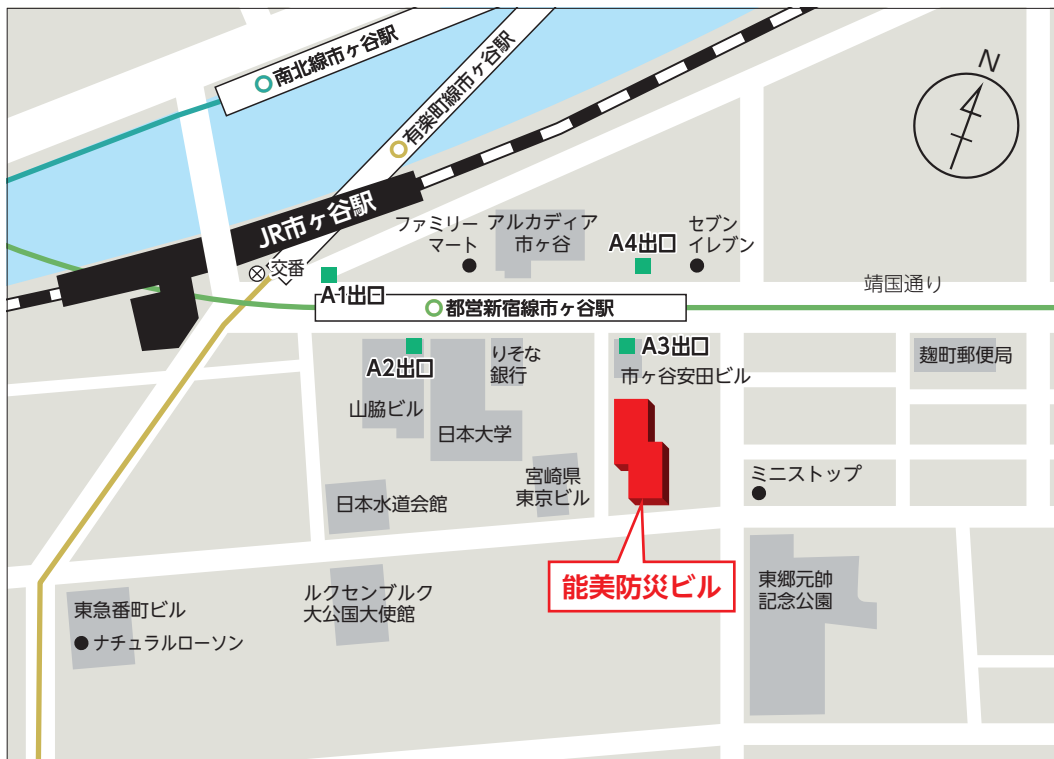 南北線市ヶ谷駅
有楽町線市ヶ谷駅
N
JR市ヶ谷駅
ファミリー
マート
アルカディア
市ヶ谷
A4出口
セブン
イレブン
交番
A1出口
靖国通り
都営新宿線市ヶ谷駅
A2出口
りそな
銀行
A3出口
市ヶ谷安田ビル
麹町郵便局
山脇ビル
日本大学
宮崎県
東京ビル
ミニストップ
日本水道会館
能美防災ビル
東郷元帥
記念公園
ルクセンブルク
大公国大使館
東急番町ビル
ナチュラルローソン